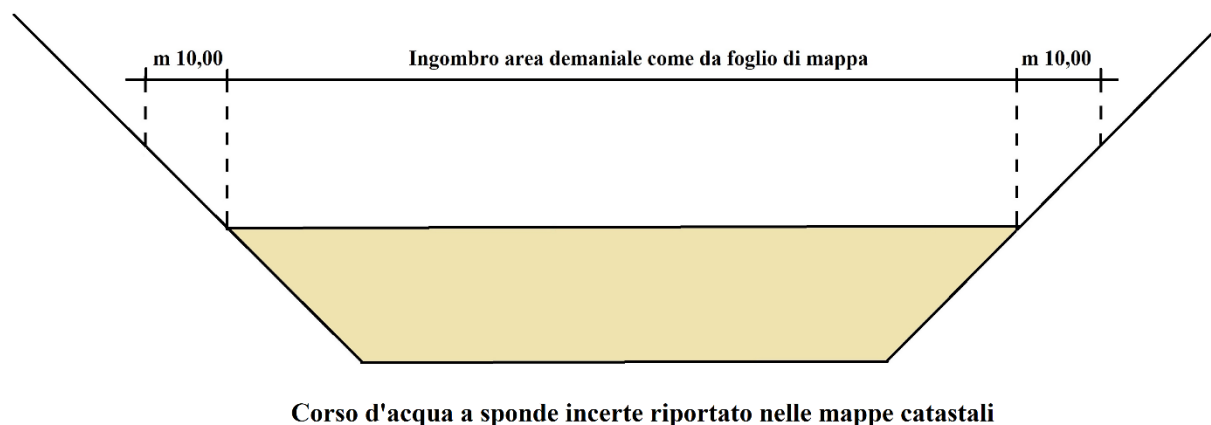 m 10,00 Ingombro area demaniale come da foglio di mappa m 10,00
Corso d'acqua a sponde incerte riportato nelle mappe catastali